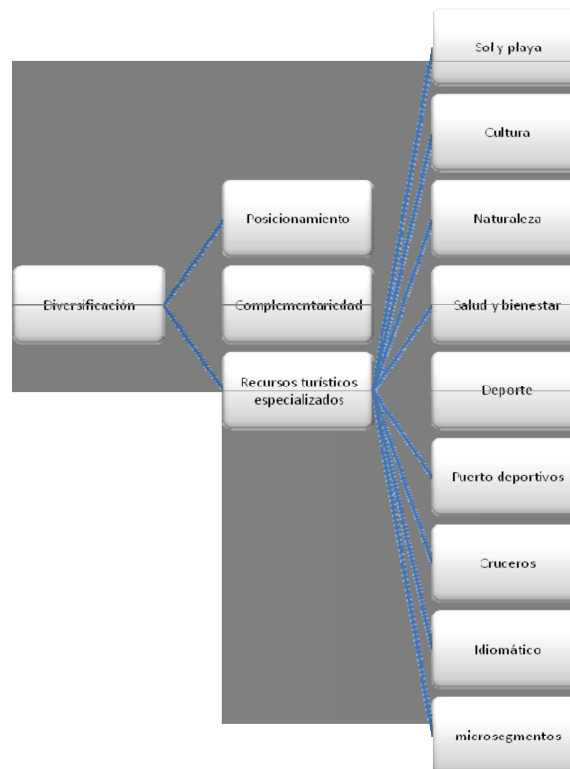 Diversificación
Posicionamiento
Complementariedad
Recursos turísticos
especializados
Sol y playa
Cultura
Naturaleza
Salud y bienestar
Deporte
Puerto deportivos
Cruceros
Idiomático
microsegmentos